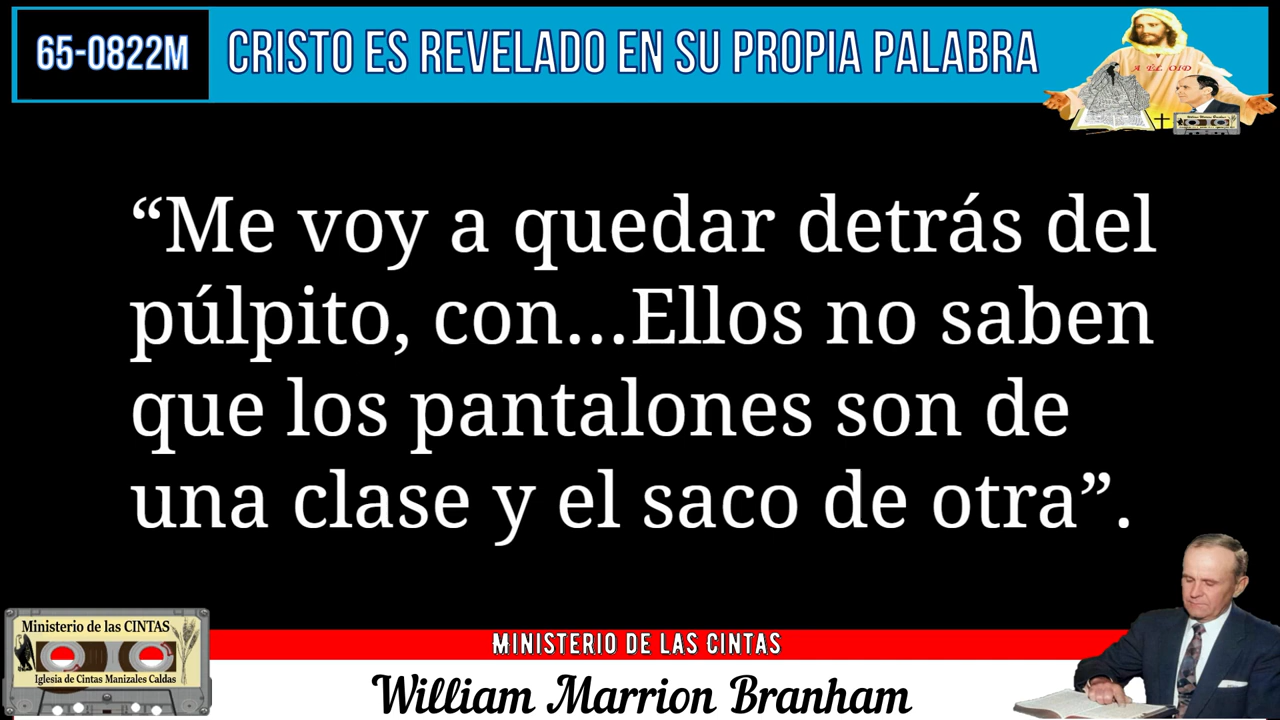 65-0822M
CRISTO ES REVELADO EN SU PROPIA PALABRA
A ÉL OID
“Me voy a quedar detrás del
púlpito, con...Ellos no saben
que los pantalones son de
una clase y el saco de otra”.
Ministerio de las CINTAS
Iglesia de Cintas Manizales Caldas
MINISTERIO DE LAS CINTAS
William Marrion Branham